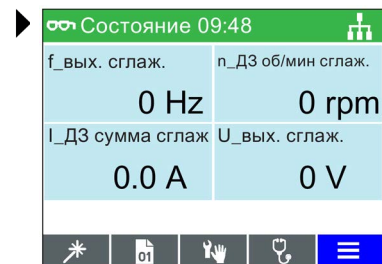 Состояние 09:48
f_вых. сглаж.
n_ДЗ об/мин сглаж.
0 Hz
0 rpm
I_ДЗ сумма сглаж
U_вых. сглаж.
0.0 A
0 V
01